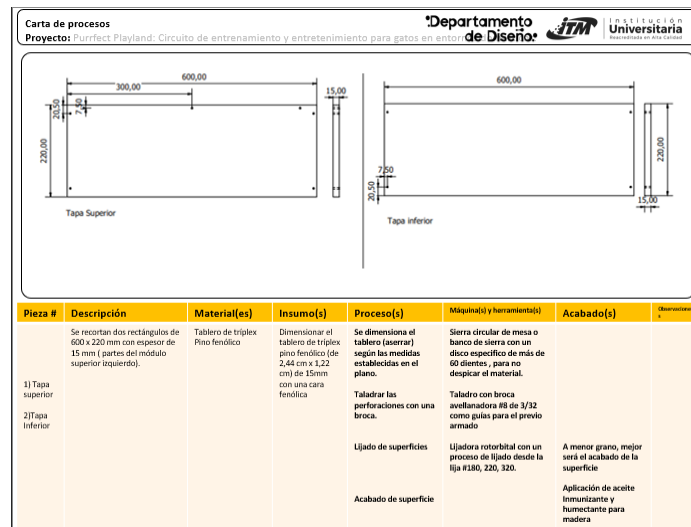 Carta de procesos
Proyecto: Purrfect Playland: Circuito de entrenamiento y entretenimiento para gatos en entor
Departamento
de Diseño
ITM
Institución
Universitaria
Reacreditada en Alta Calidad
600,00
300,00
15,00
20,50
7,50
220,00
Tapa Superior
600,00
7,50
20,50
220,00
15,00
Tapa inferior
Pieza #
Descripción
Material(es)
Insumo(s)
Proceso(s)
Máquina(s) y herramienta(s)
Acabado(s)
Observaciones
1) Tapa
superior
2)Tapa
Inferior
Se recortan dos rectángulos de
600 x 220 mm con espesor de
15 mm ( partes del módulo
superior izquierdo).
Tablero de tríplex
Pino fenólico
Dimensionar el
tablero de tríplex
pino fenólico (de
2,44 cm x 1,22
cm) de 15mm
con una cara
fenólica
Se dimensiona el
tablero (aserrar)
según las medidas
establecidas en el
plano.
Taladrar las
perforaciones con una
broca.
Lijado de superficies
Acabado de superficie
Sierra circular de mesa o
banco de sierra con un
disco especifico de más de
60 dientes , para no
despicar el material.
Taladro con broca
avellanadora #8 de 3/32
como guías para el previo
armado
Lijadora rotorbital con un
proceso de lijado desde la
lija #180, 220, 320.
A menor grano, mejor
será el acabado de la
superficie
Aplicación de aceite
Inmunizante y
humectante para
madera